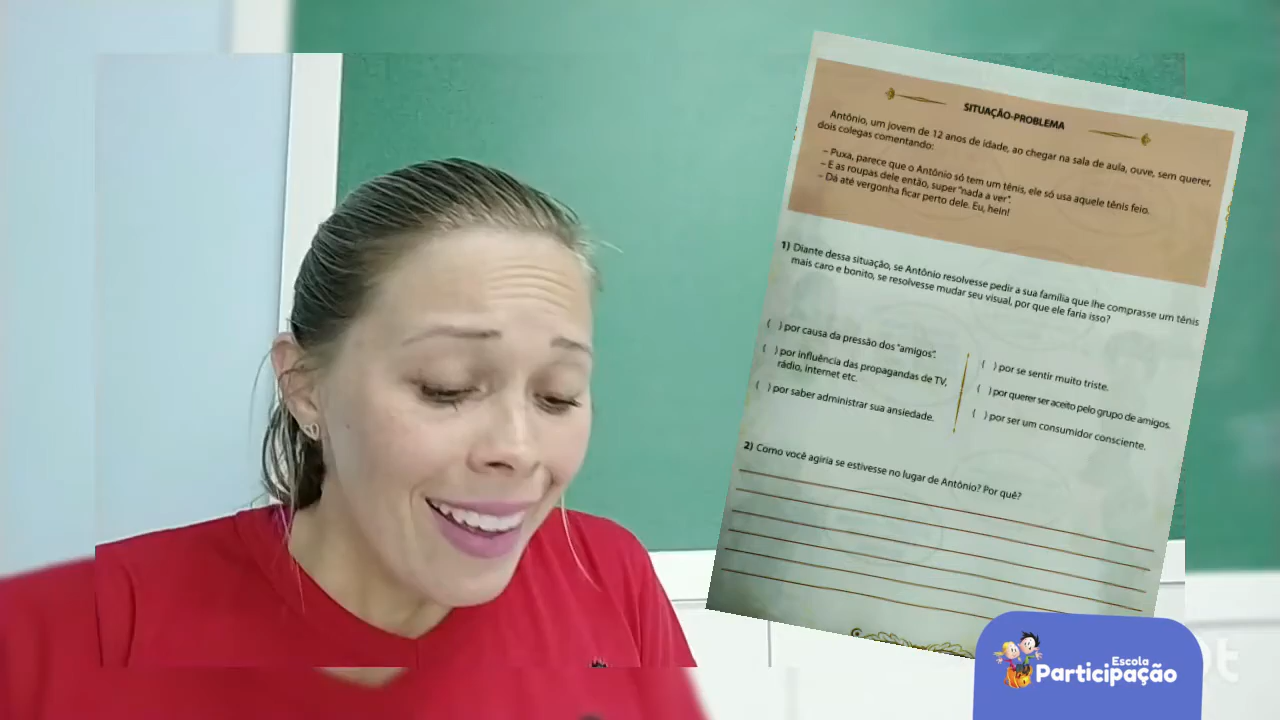 SITUAÇÃO-PROBLEMA
Antônio, um jovem de 12 anos de idade, ao chegar na sala de aula, ouve, sem querer,
dois colegas comentando:
– Puxa, parece que o Antônio só tem um tênis, ele só usa aquele tênis feio.
– E as roupas dele então, super "nada a ver".
– Dá até vergonha ficar perto dele. Eu, hein!
1) Diante dessa situação, se Antônio resolvesse pedir a sua família que lhe comprasse um tênis
mais caro e bonito, se resolvesse mudar seu visual, por que ele faria isso?
( ) por causa da pressão dos "amigos".
( ) por influência das propagandas de TV,
rádio, internet etc.
( ) por saber administrar sua ansiedade.
( ) por se sentir muito triste.
( ) por querer ser aceito pelo grupo de amigos.
( ) por ser um consumidor consciente.
2) Como você agiria se estivesse no lugar de Antônio? Por quê?
Escola
Participação